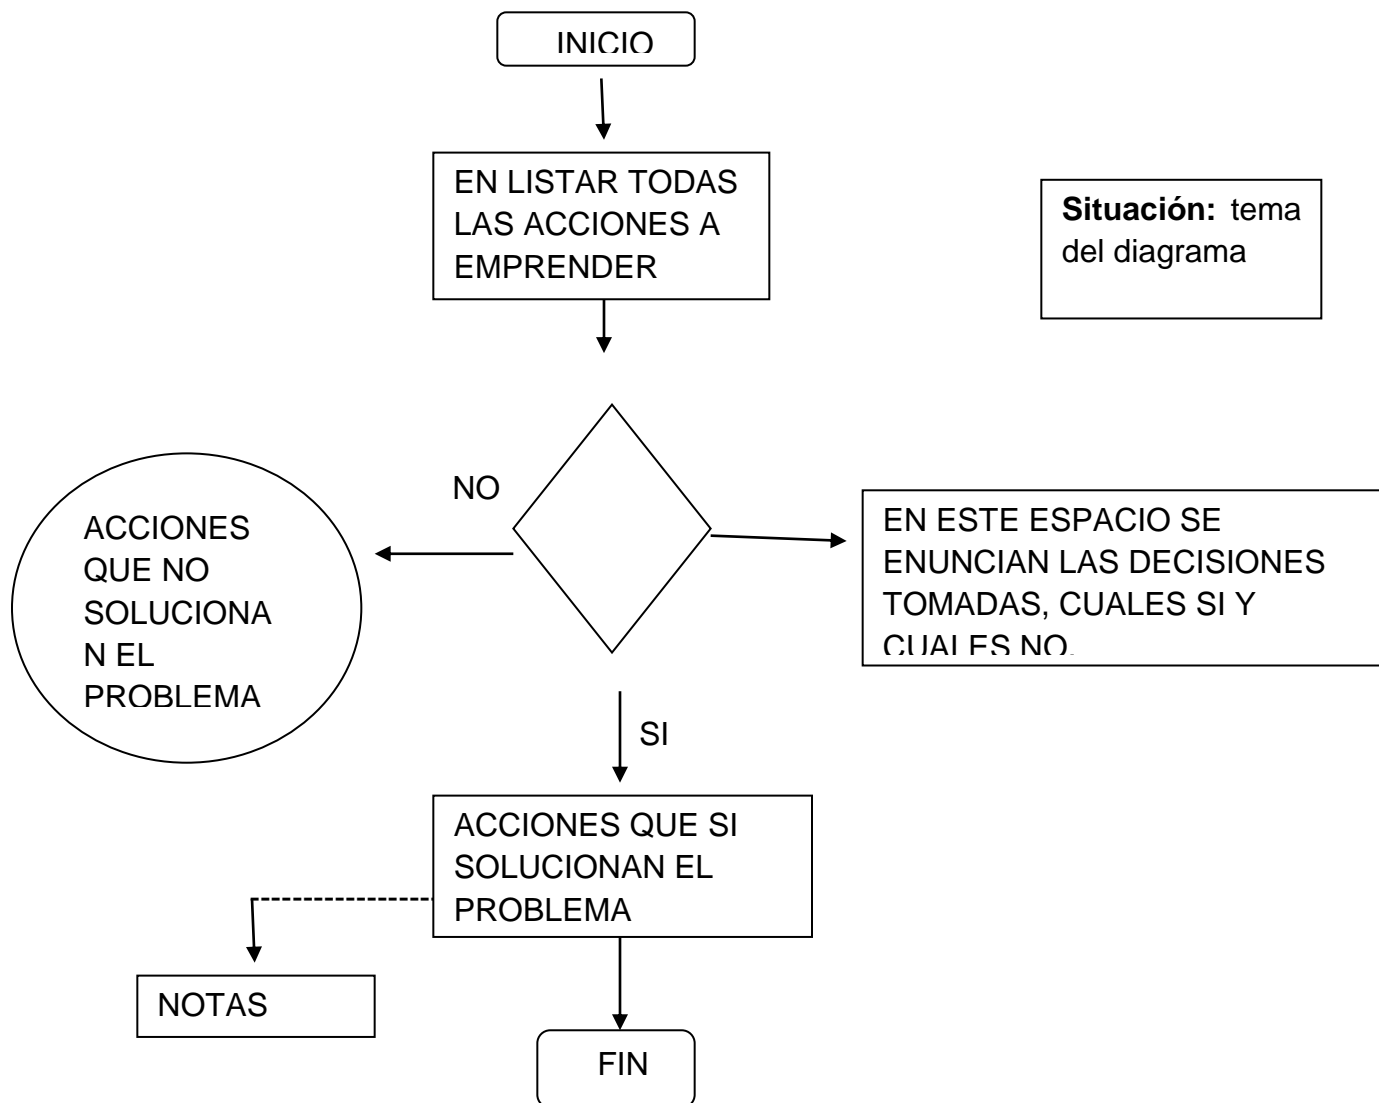 INICIO
EN LISTAR TODAS
LAS ACCIONES A
EMPRENDER
Situación: tema
del diagrama
NO
ACCIONES
QUE NO
SOLUCIONA
N EL
PROBLEMA
EN ESTE ESPACIO SE
ENUNCIAN LAS DECISIONES
TOMADAS, CUALES SI Y
CUALES NO.
SI
ACCIONES QUE SI
SOLUCIONAN EL
PROBLEMA
NOTAS
FIN